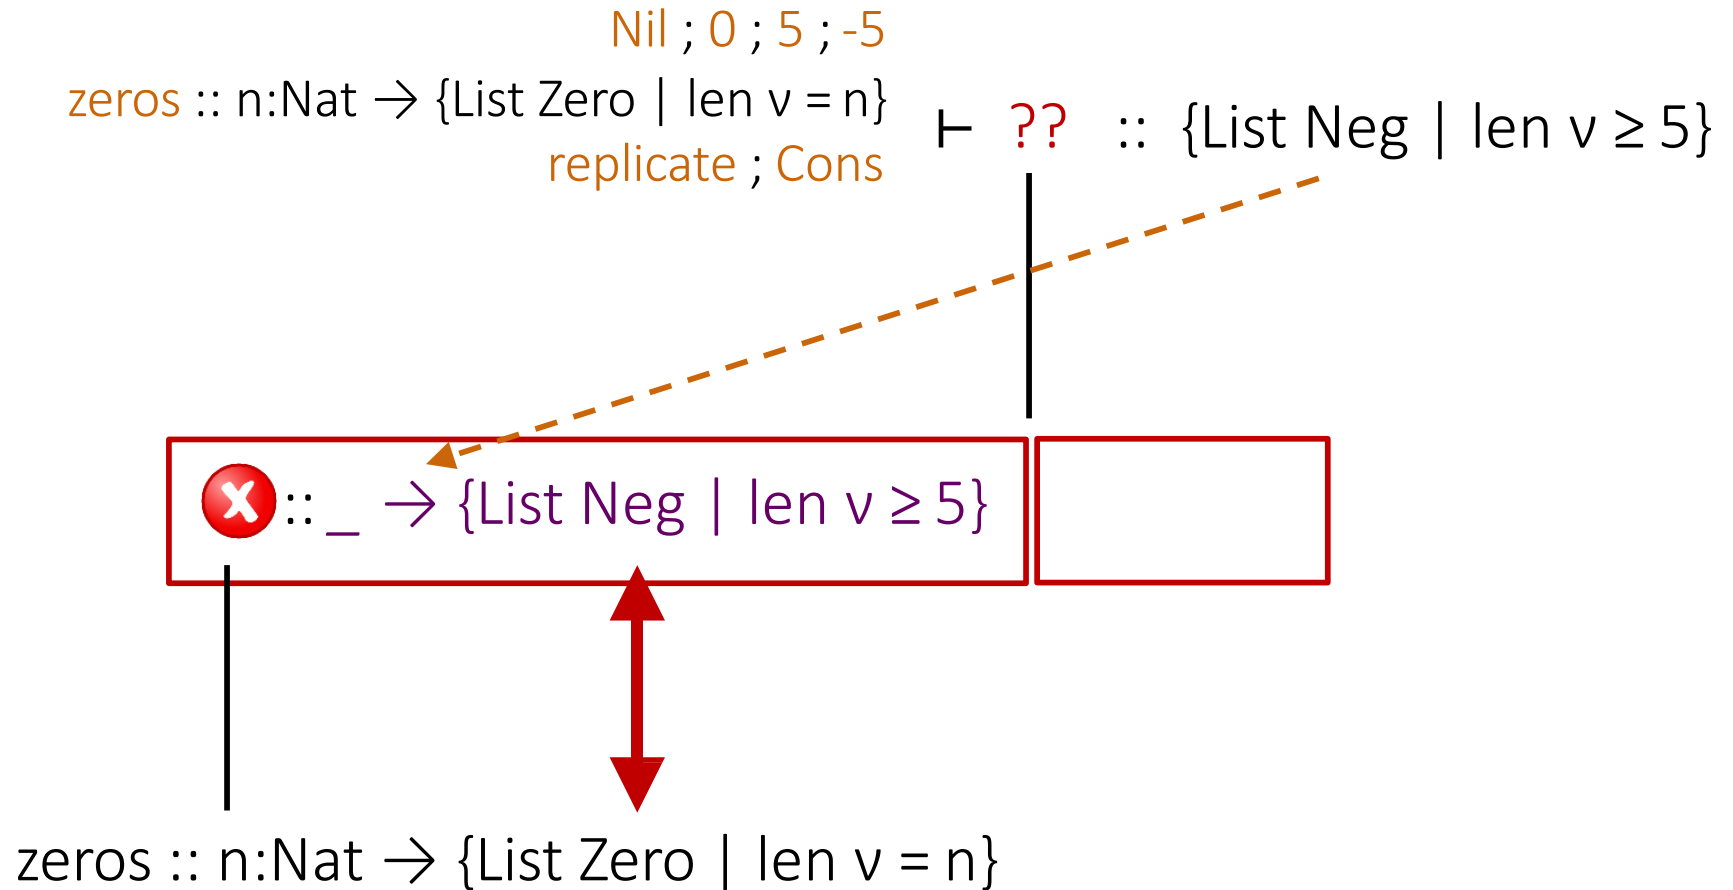 Nil ; 0 ; 5 ; -5
zeros :: n:Nat → {List Zero | len ν = n}
replicate ; Cons
⊢ ?? :: {List Neg | len ν ≥ 5}
:: _ → {List Neg | len ν ≥ 5}
zeros :: n:Nat → {List Zero | len ν = n}